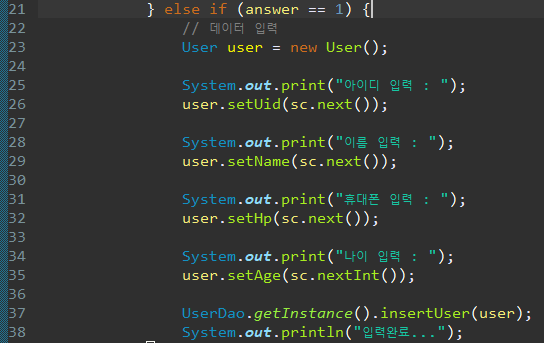 21 } else if (answer == 1) {
22 // 데이터 입력
23 User user = new User();
24
25 System.out.print("아이디 입력 : ");
26 user.setUid(sc.next());
27
28 System.out.print("이름 입력 : ");
29 user.setName(sc.next());
30
31 System.out.print("휴대폰 입력 : ");
32 user.setHp(sc.next());
33
34 System.out.print("나이 입력 : ");
35 user.setAge(sc.nextInt());
36
37 UserDao.getInstance().insertUser(user);
38 System.out.println("입력완료...");